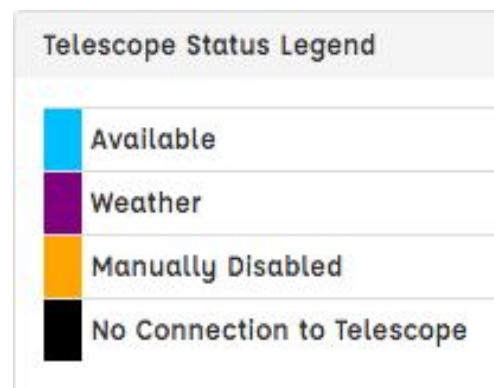 Telescope Status Legend
Available
Weather
Manually Disabled
No Connection to Telescope